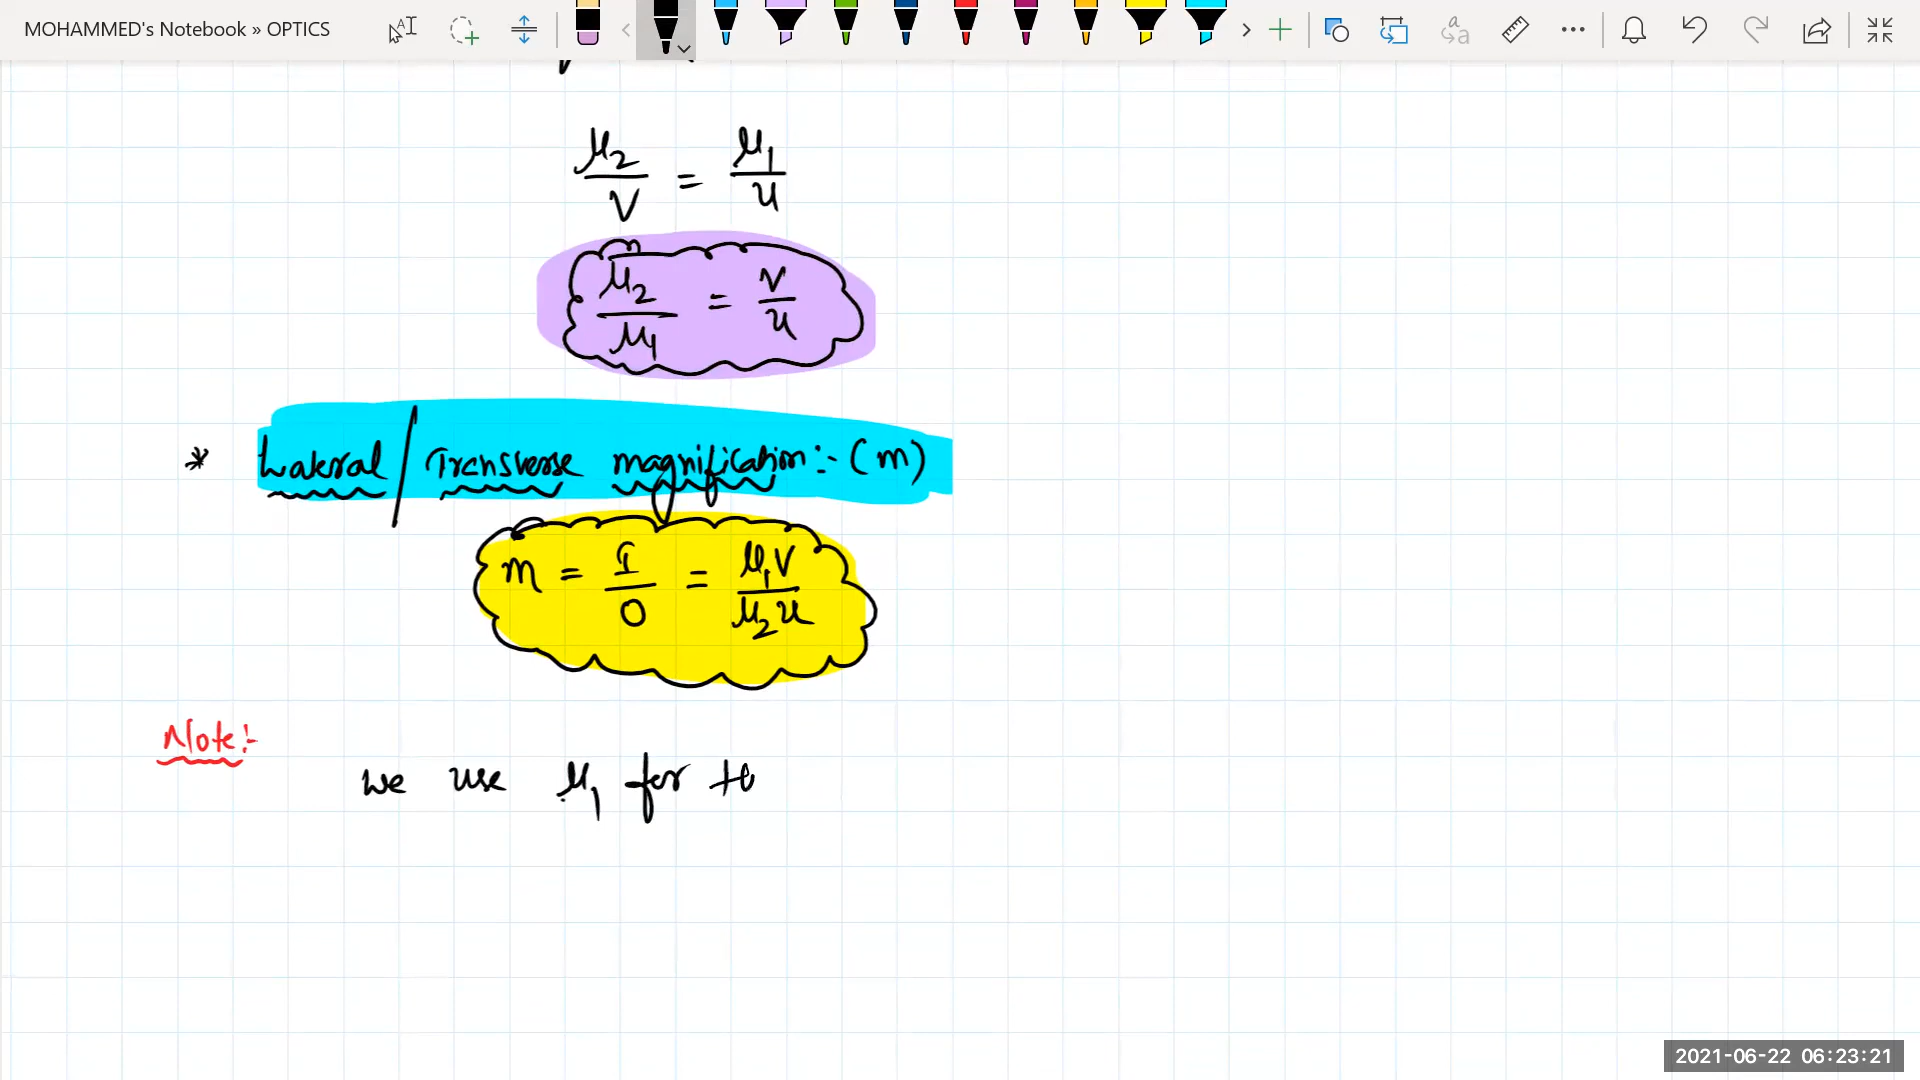 MOHAMMED's Notebook » OPTICS
μ₂/V = μ₁/u
μ₂/μ₁ = v/u
* Lateral / Transverse magnification:- (m)
m = I/O = μ₁V/μ₂u
Note:-
we use μ₁ for
2021-06-22 06:23:21